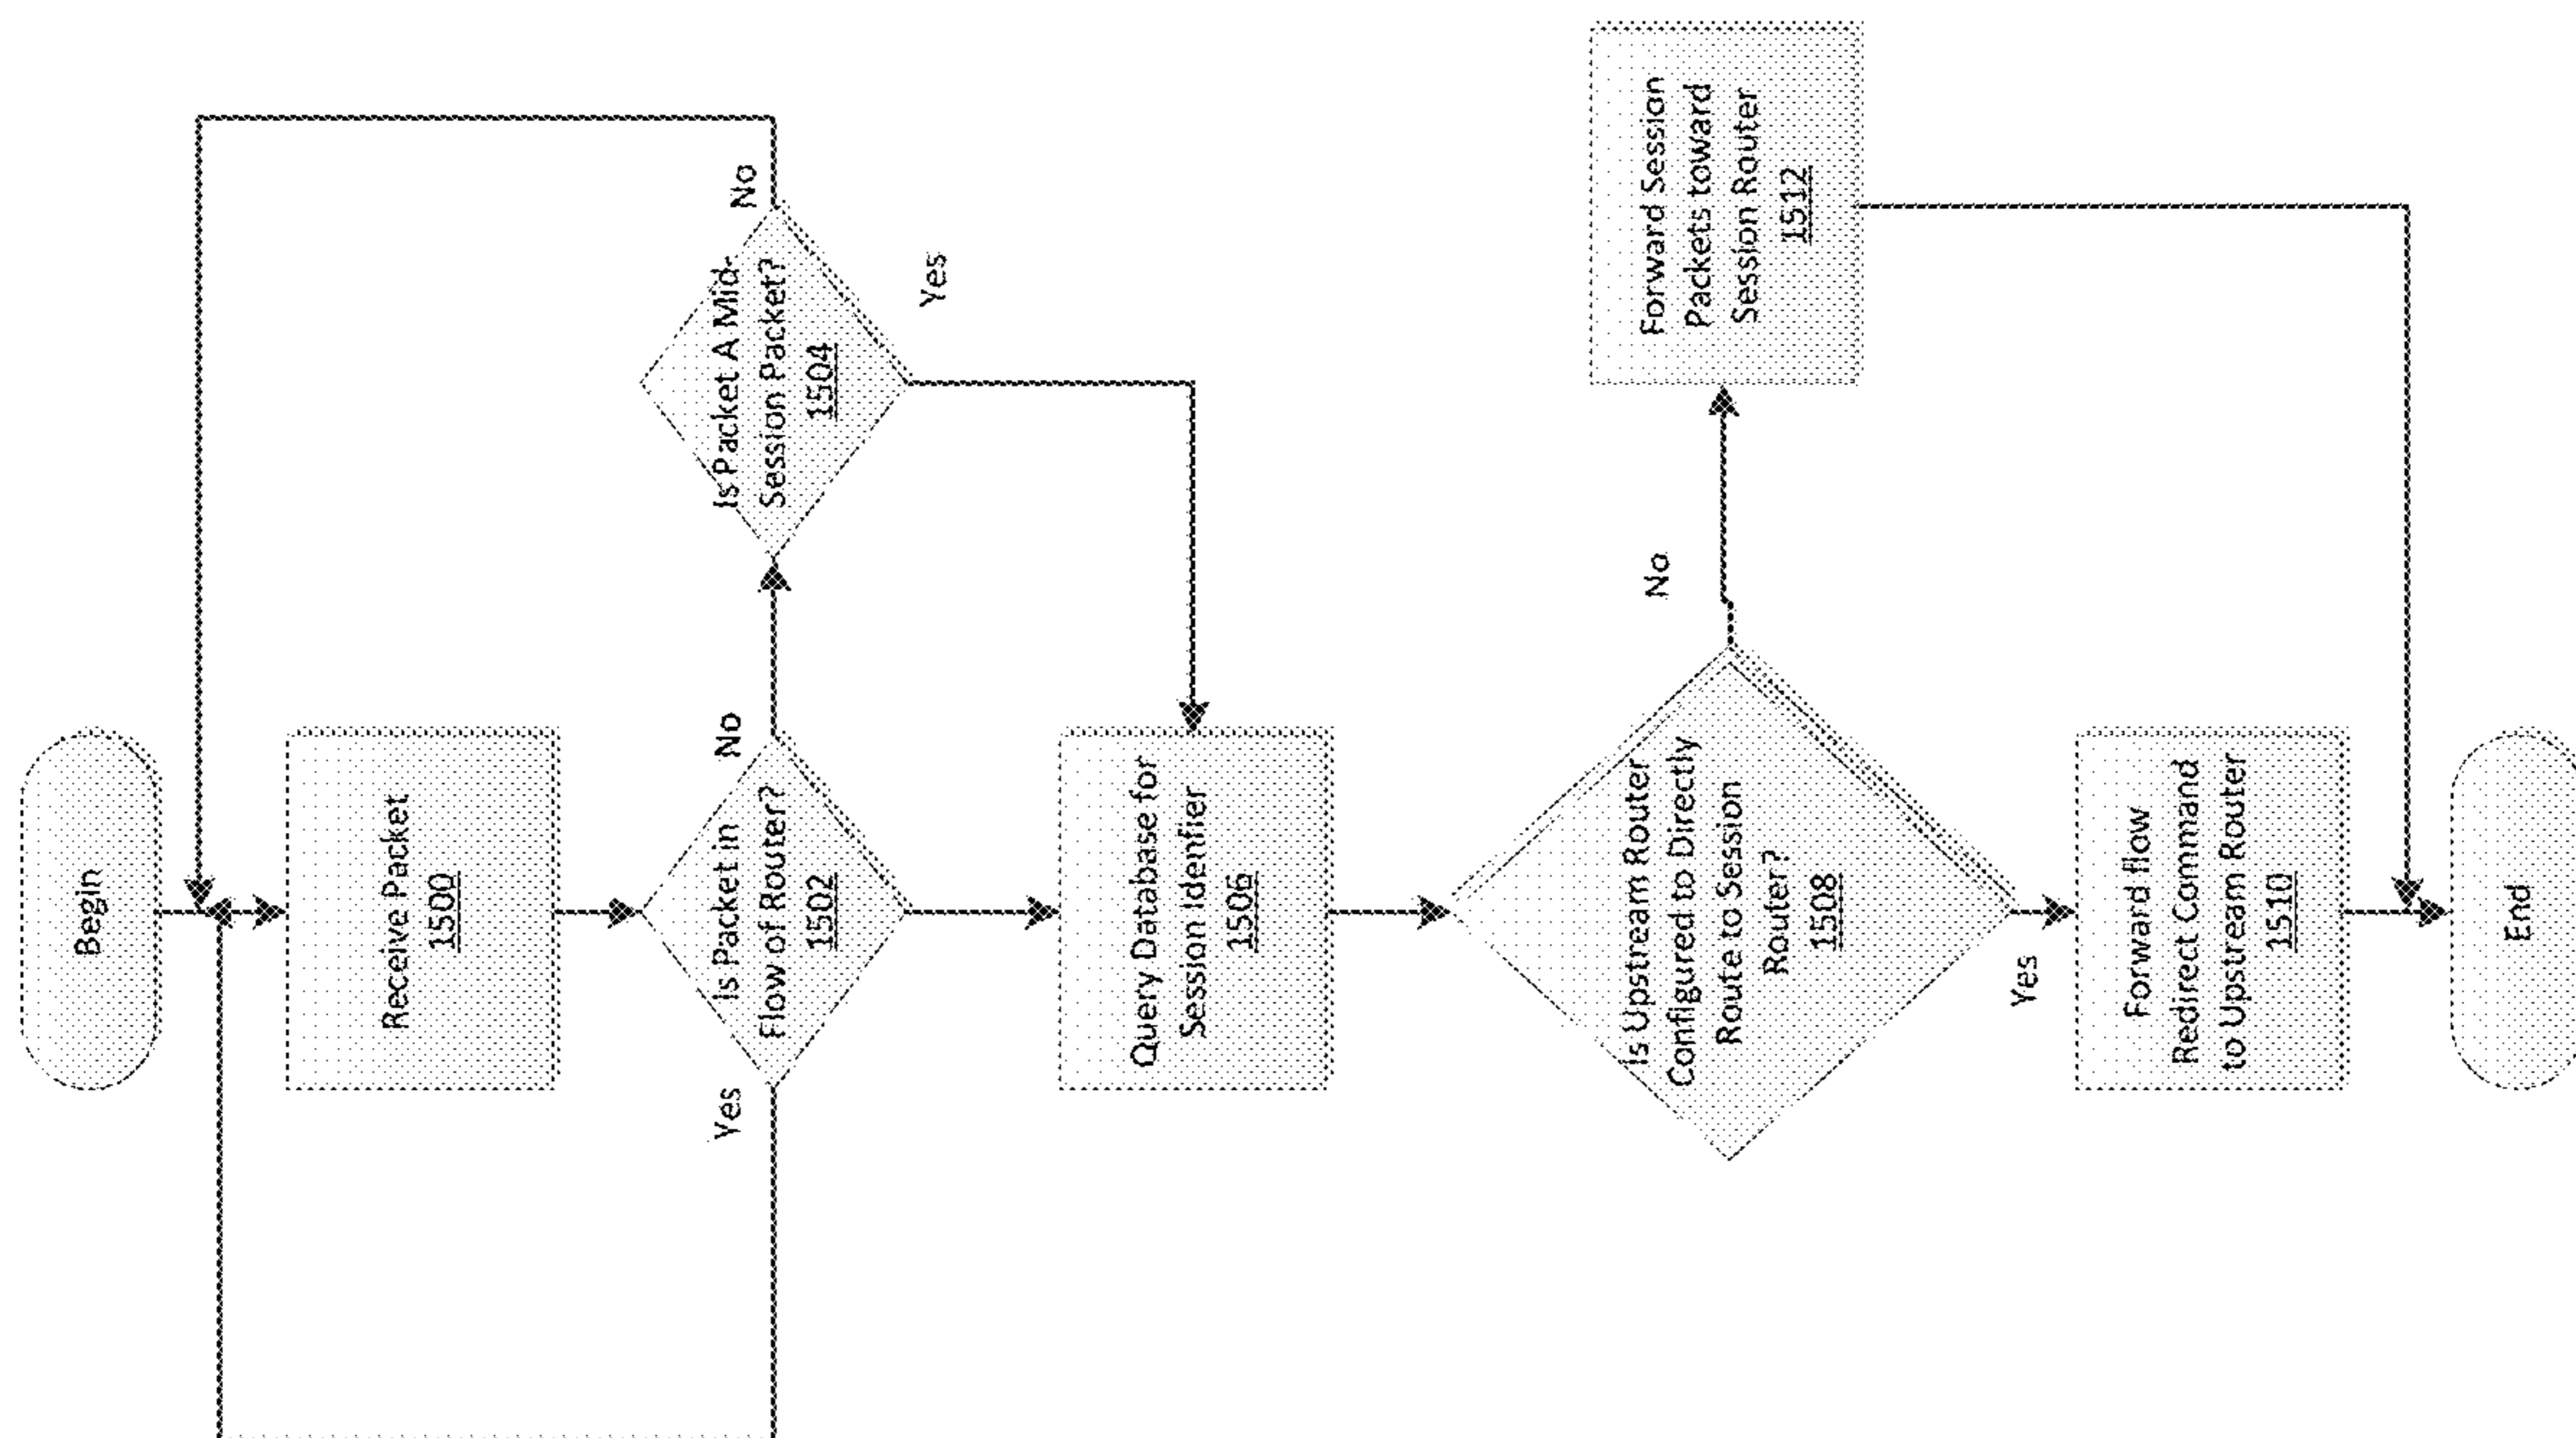 Begin
Receive Packet
1500
Yes
Is Packet in
Flow of Router?
1502
No
Is Packet A Mid-
Session Packet?
1504
No
Yes
Query Database for
Session Idenfier
1506
Is Upstream Router
Configured to Directly
Route to Session
Router?
1508
No
Forward Session
Packets toward
Session Router
1512
Yes
Forward flow
Redirect Command
to Upstream Router
1510
End